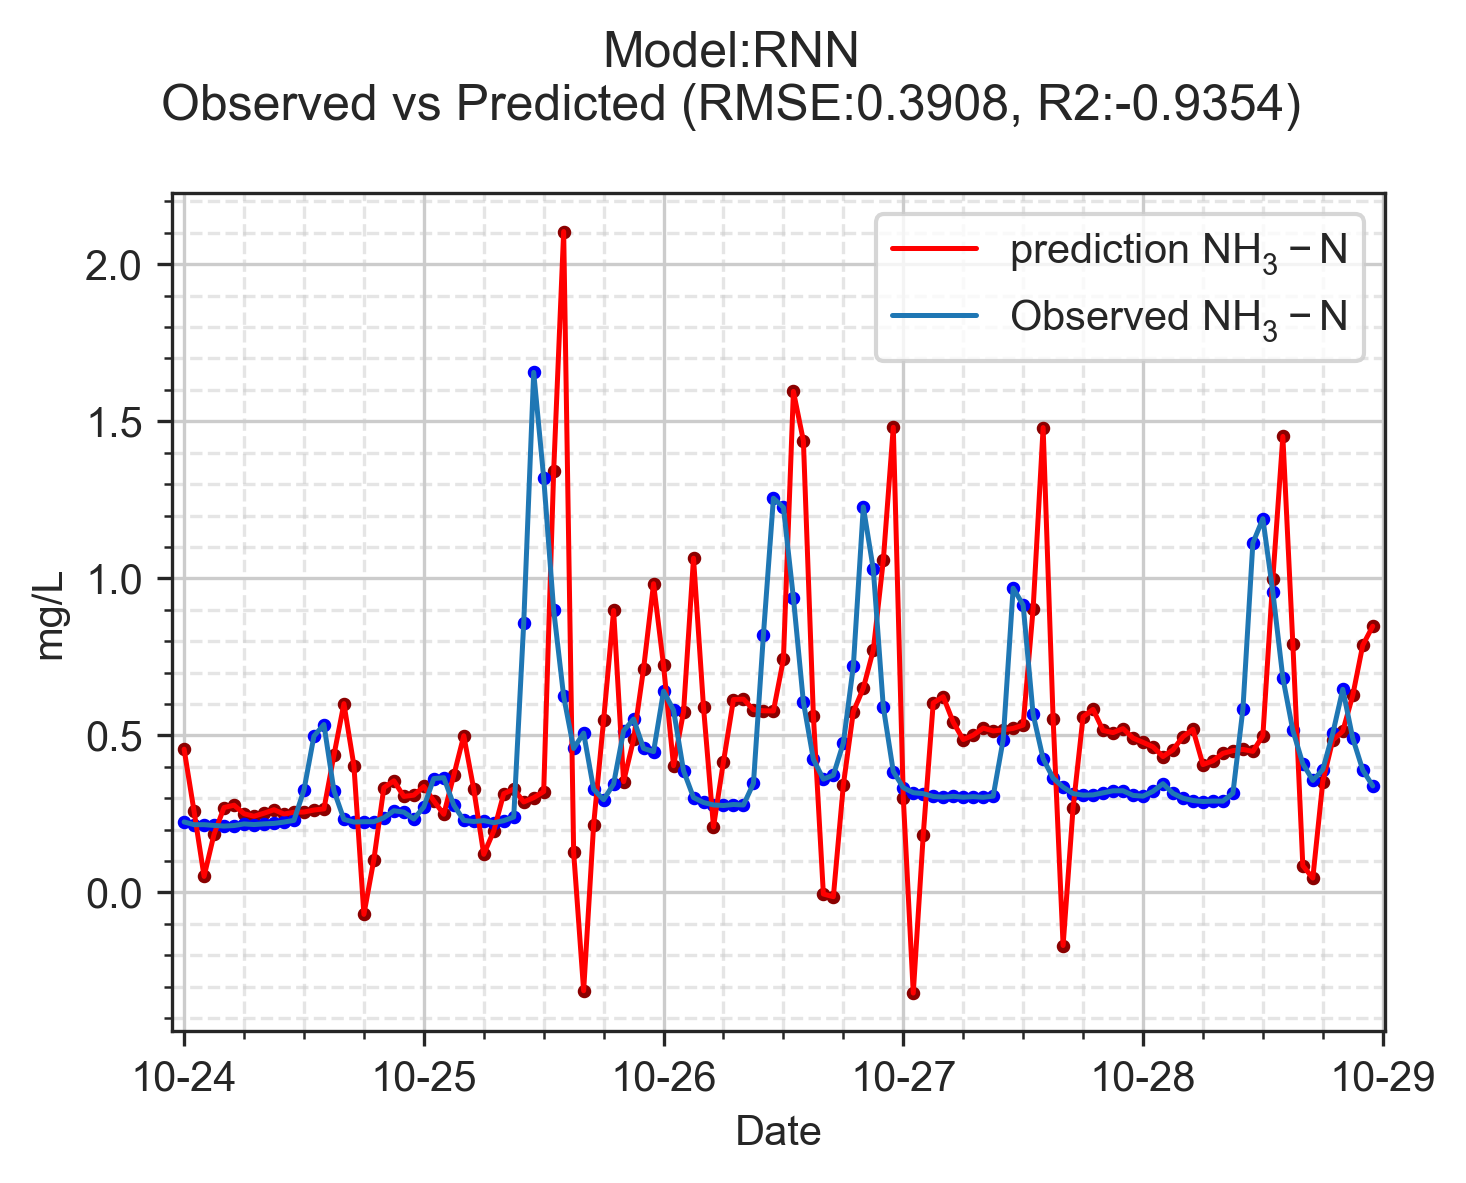 Model:RNN
Observed vs Predicted (RMSE:0.3908, R2:-0.9354)
prediction NH₃ − N
Observed NH₃ − N
2.0
1.5
1.0
0.5
0.0
mg/L
10-24 10-25 10-26 10-27 10-28 10-29
Date